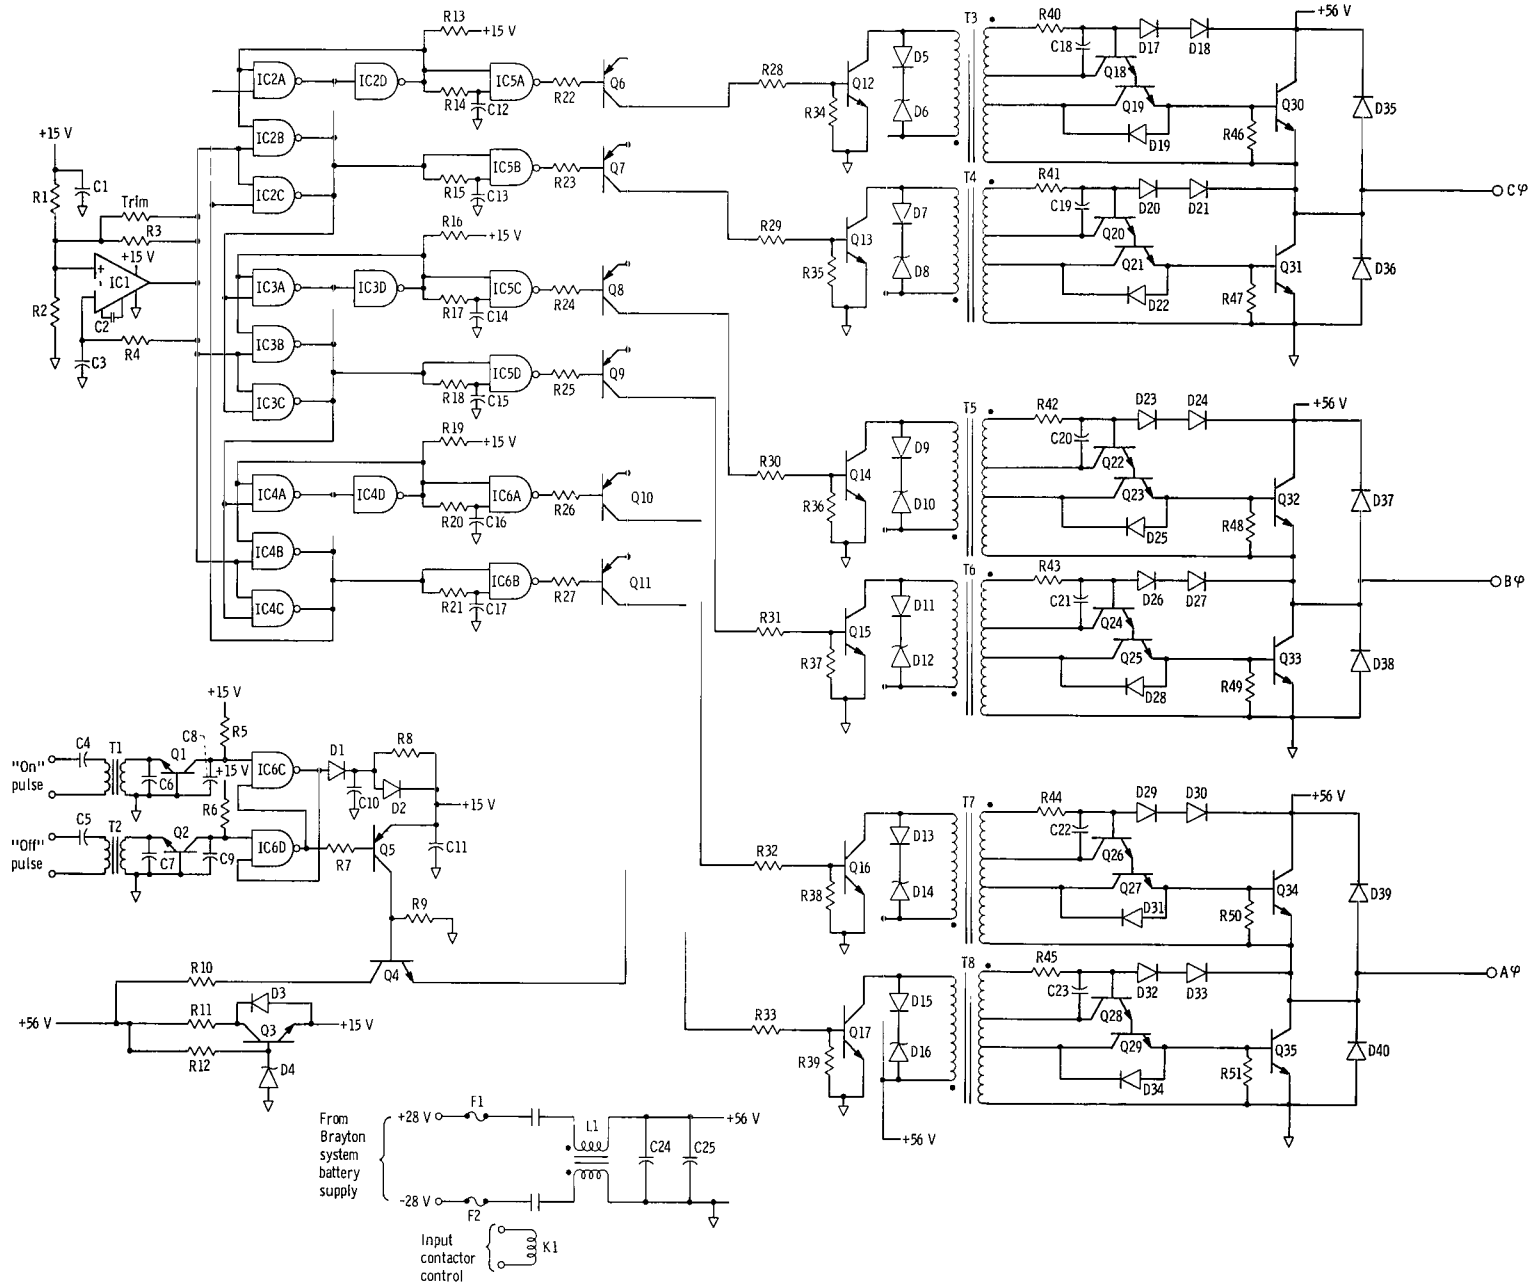 R13
+15 V
IC2A
IC2D
IC5A
R14
C12
R22
Q6
IC2B
IC2C
IC5B
R15
C13
R23
Q7
+15 V
C1
R1
Trim
R3
+15 V
+
IC1
C2
R2
R4
C3
R16
+15 V
IC3A
IC3D
IC5C
R17
C14
R24
Q8
IC3B
IC3C
IC5D
R18
C15
R25
Q9
R19
+15 V
IC4A
IC4D
IC6A
R20
C16
R26
Q10
IC4B
IC4C
IC6B
R21
C17
R27
Q11
R28
R34
Q12
D5
D6
T3
R40
C18
Q18
Q19
D17
D18
D19
R46
+56 V
Q30
D35
R29
R35
Q13
D7
D8
T4
R41
C19
Q20
Q21
D20
D21
D22
R47
Q31
D36
Cφ
R30
R36
Q14
D9
D10
T5
R42
C20
Q22
Q23
D23
D24
D25
R48
+56 V
Q32
D37
R31
R37
Q15
D11
D12
T6
R43
C21
Q24
Q25
D26
D27
D28
R49
Q33
D38
Bφ
R32
R38
Q16
D13
D14
T7
R44
C22
Q26
Q27
D29
D30
D31
R50
+56 V
Q34
D39
R33
R39
Q17
D15
D16
+56 V
T8
R45
C23
Q28
Q29
D32
D33
D34
R51
Q35
D40
Aφ
"On"
pulse
C4
T1
C6
Q1
C8
+15 V
R5
+15 V
R6
IC6C
D1
C10
R8
D2
+15 V
"Off"
pulse
C5
T2
C7
Q2
C9
IC6D
R7
Q5
C11
R9
R10
Q4
+56 V
R11
D3
Q3
+15 V
R12
D4
From
Brayton
system
battery
supply
+28 V
F1
L1
C24
C25
+56 V
-28 V
F2
Input
contactor
control
K1